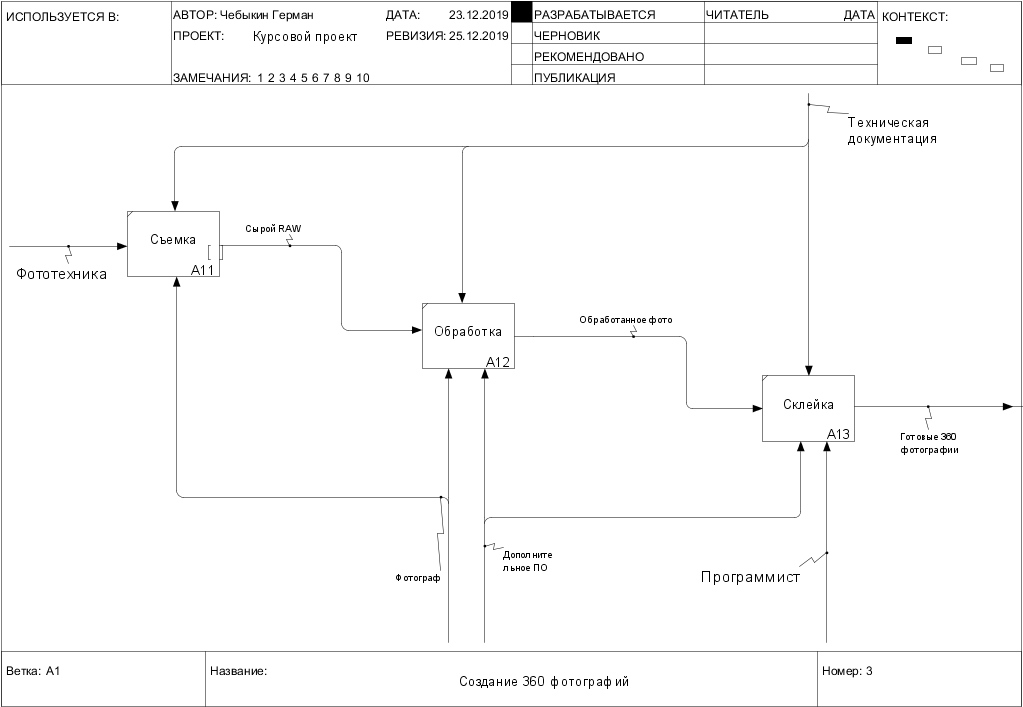 ИСПОЛЬЗУЕТСЯ В:
АВТОР: Чебыкин Герман
ДАТА: 23.12.2019
ПРОЕКТ: Курсовой проект
РЕВИЗИЯ: 25.12.2019
ЗАМЕЧАНИЯ: 1 2 3 4 5 6 7 8 9 10
РАЗРАБАТЫВАЕТСЯ
ЧЕРНОВИК
РЕКОМЕНДОВАНО
ПУБЛИКАЦИЯ
ЧИТАТЕЛЬ ДАТА
КОНТЕКСТ:
Техническая
документация
Съемка
A11
Фототехника
Сырой RAW
Обработка
A12
Обработанное фото
Склейка
A13
Готовые 360
фотографии
Фотограф
Дополните
льное ПО
Программист
Ветка: A1
Название:
Создание 360 фотографий
Номер: 3